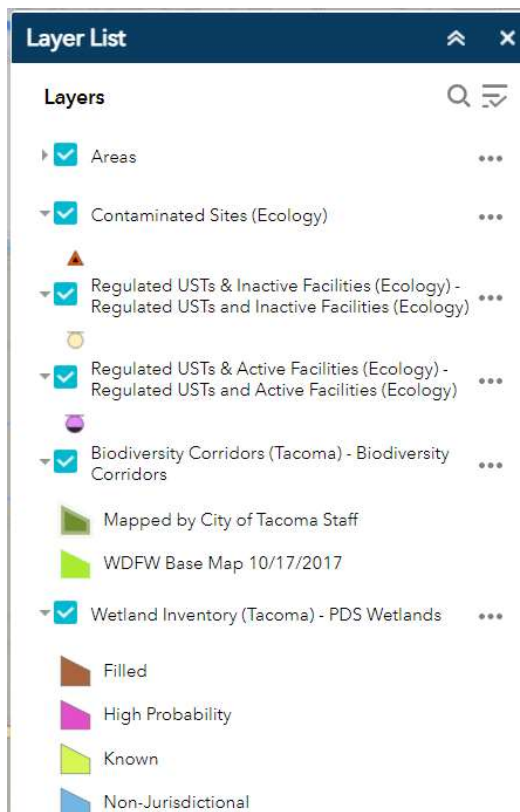 Layer List
Layers
Areas
Contaminated Sites (Ecology)
Regulated USTs & Inactive Facilities (Ecology) -
Regulated USTs and Inactive Facilities (Ecology)
Regulated USTs & Active Facilities (Ecology) -
Regulated USTs and Active Facilities (Ecology)
Biodiversity Corridors (Tacoma) - Biodiversity
Corridors
Mapped by City of Tacoma Staff
WDFW Base Map 10/17/2017
Wetland Inventory (Tacoma) - PDS Wetlands
Filled
High Probability
Known
Non-Jurisdictional